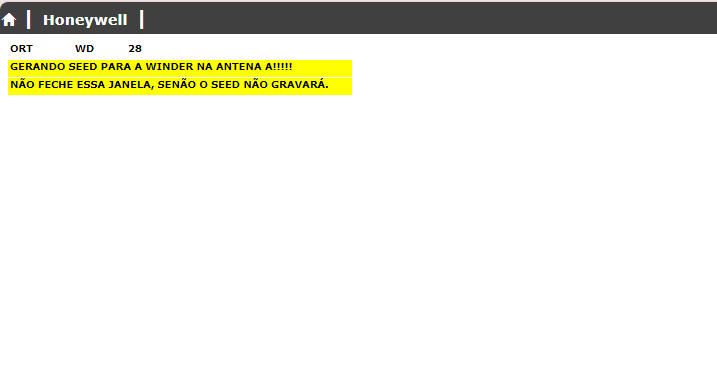 Honeywell
ORT WD 28
GERANDO SEED PARA A WINDER NA ANTENA A!!!!!
NÃO FECHE ESSA JANELA, SENÃO O SEED NÃO GRAVARÁ.